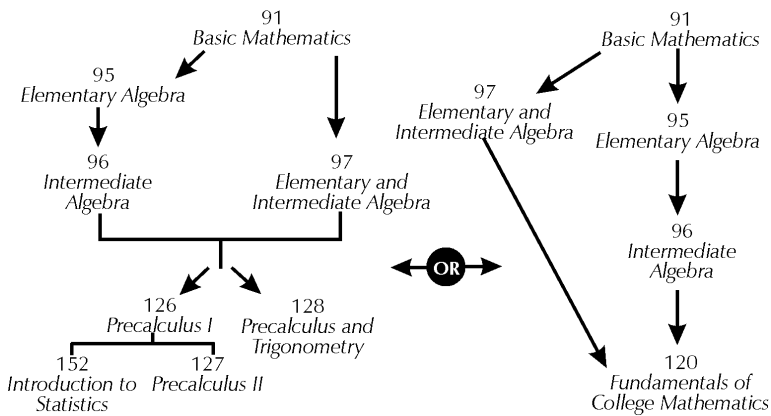 91
Basic Mathematics
95
Elementary Algebra
96
Intermediate
Algebra
97
Elementary and
Intermediate Algebra
126
Precalculus I
128
Precalculus and
Trigonometry
152
Introduction to
Statistics
127
Precalculus II
OR
91
Basic Mathematics
97
Elementary and
Intermediate Algebra
95
Elementary Algebra
96
Intermediate
Algebra
120
Fundamentals of
College Mathematics